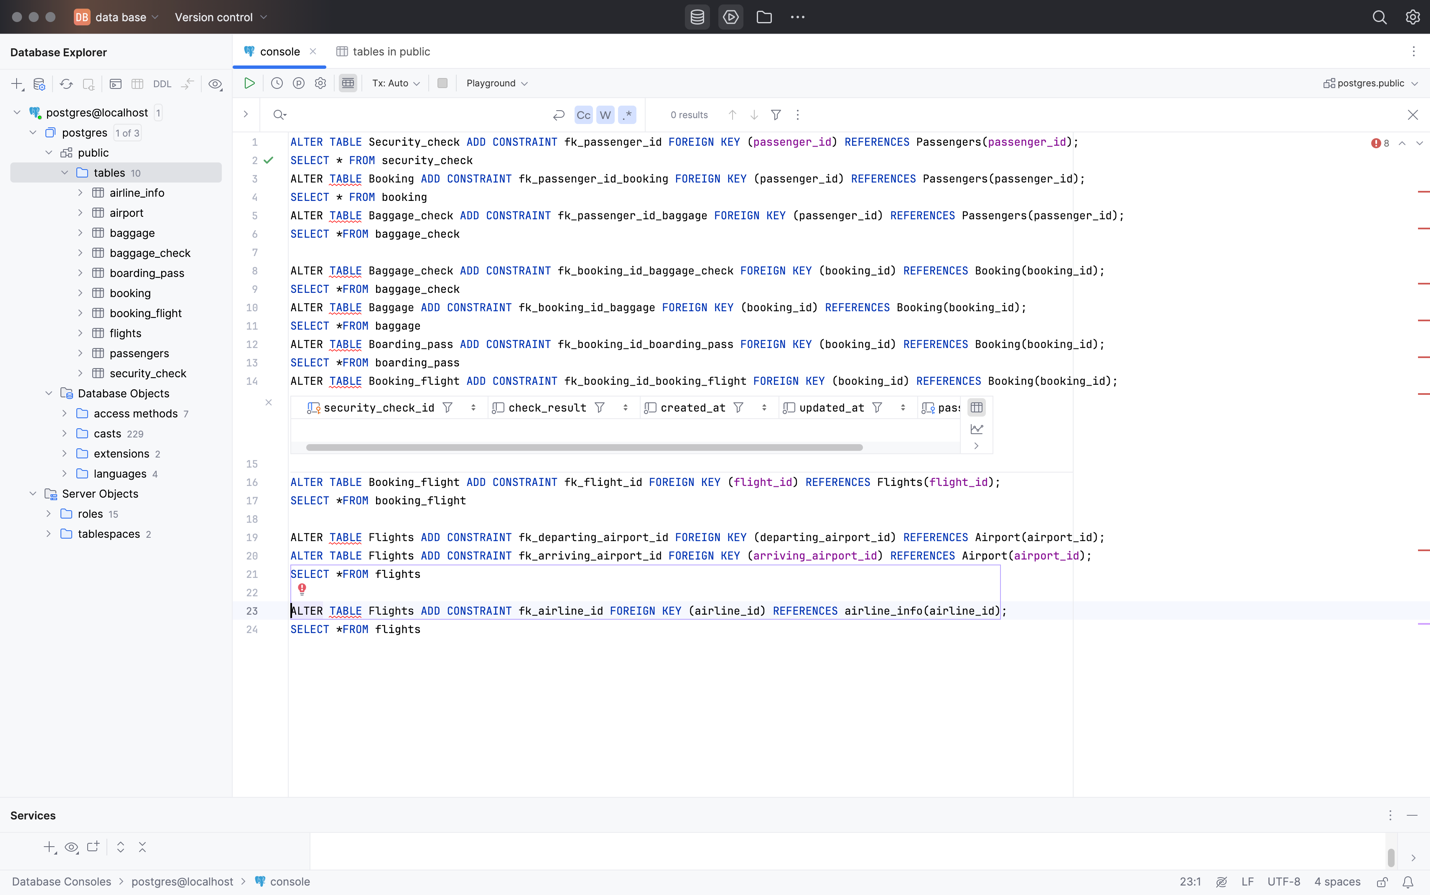 DB data base Version control
Database Explorer
console
tables in public
DDL
Tx: Auto
Playground
postgres.public
Cc W .*
0 results
postgres@localhost 1
postgres 1 of 3
public
tables 10
airline_info
airport
baggage
baggage_check
boarding_pass
booking
booking_flight
flights
passengers
security_check
Database Objects
access methods 7
casts 229
extensions 2
languages 4
Server Objects
roles 15
tablespaces 2
8
1 ALTER TABLE Security_check ADD CONSTRAINT fk_passenger_id FOREIGN KEY (passenger_id) REFERENCES Passengers(passenger_id);
2 SELECT * FROM security_check
3 ALTER TABLE Booking ADD CONSTRAINT fk_passenger_id_booking FOREIGN KEY (passenger_id) REFERENCES Passengers(passenger_id);
4 SELECT * FROM booking
5 ALTER TABLE Baggage_check ADD CONSTRAINT fk_passenger_id_baggage FOREIGN KEY (passenger_id) REFERENCES Passengers(passenger_id);
6 SELECT *FROM baggage_check
7
8 ALTER TABLE Baggage_check ADD CONSTRAINT fk_booking_id_baggage_check FOREIGN KEY (booking_id) REFERENCES Booking(booking_id);
9 SELECT *FROM baggage_check
10 ALTER TABLE Baggage ADD CONSTRAINT fk_booking_id_baggage FOREIGN KEY (booking_id) REFERENCES Booking(booking_id);
11 SELECT *FROM baggage
12 ALTER TABLE Boarding_pass ADD CONSTRAINT fk_booking_id_boarding_pass FOREIGN KEY (booking_id) REFERENCES Booking(booking_id);
13 SELECT *FROM boarding_pass
14 ALTER TABLE Booking_flight ADD CONSTRAINT fk_booking_id_booking_flight FOREIGN KEY (booking_id) REFERENCES Booking(booking_id);
security_check_id check_result created_at updated_at pass
15
16 ALTER TABLE Booking_flight ADD CONSTRAINT fk_flight_id FOREIGN KEY (flight_id) REFERENCES Flights(flight_id);
17 SELECT *FROM booking_flight
18
19 ALTER TABLE Flights ADD CONSTRAINT fk_departing_airport_id FOREIGN KEY (departing_airport_id) REFERENCES Airport(airport_id);
20 ALTER TABLE Flights ADD CONSTRAINT fk_arriving_airport_id FOREIGN KEY (arriving_airport_id) REFERENCES Airport(airport_id);
21 SELECT *FROM flights
22
23 ALTER TABLE Flights ADD CONSTRAINT fk_airline_id FOREIGN KEY (airline_id) REFERENCES airline_info(airline_id);
24 SELECT *FROM flights
Services
Database Consoles > postgres@localhost > console
23:1 LF UTF-8 4 spaces